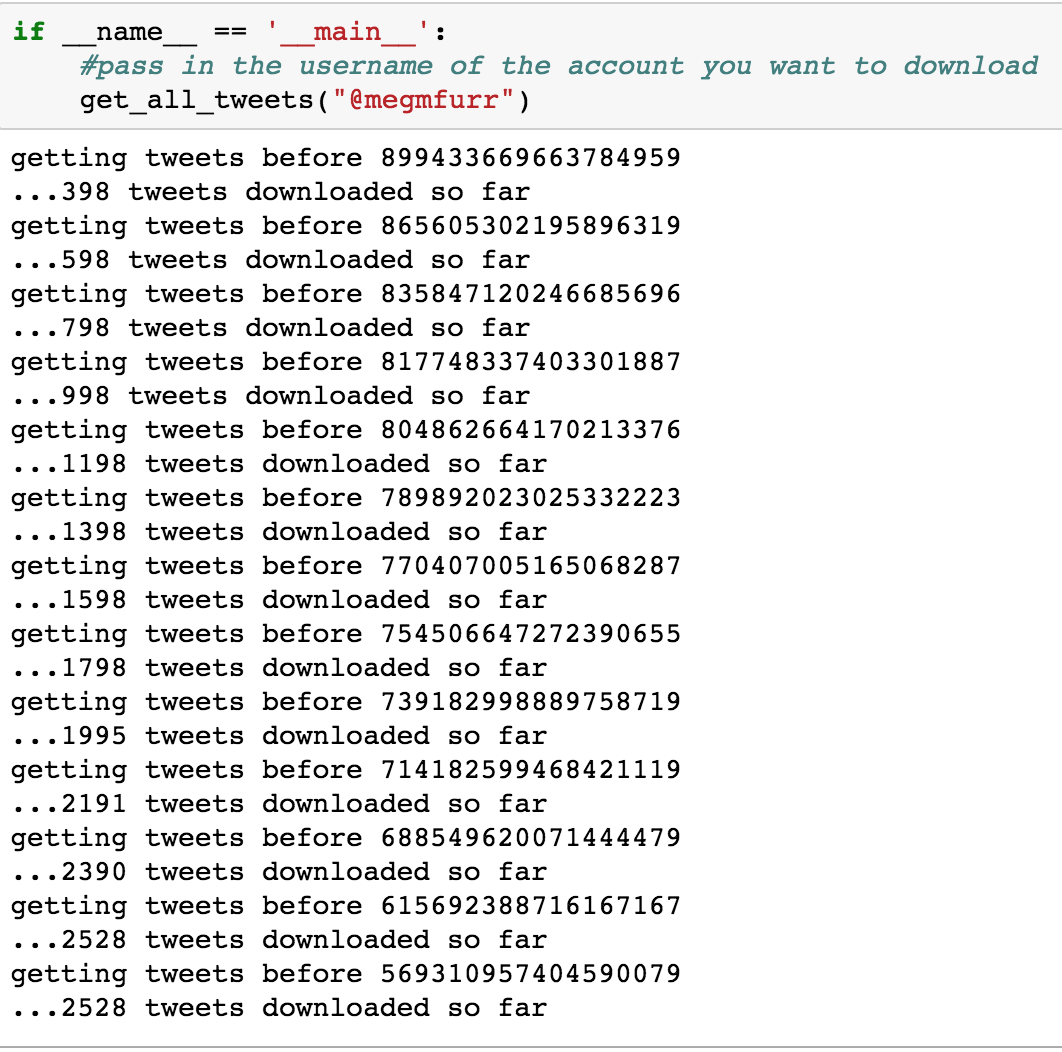 if __name__ == '__main__':
#pass in the username of the account you want to download
get_all_tweets("@megmfurr")
getting tweets before 899433669663784959
...398 tweets downloaded so far
getting tweets before 865605302195896319
...598 tweets downloaded so far
getting tweets before 835847120246685696
...798 tweets downloaded so far
getting tweets before 817748337403301887
...998 tweets downloaded so far
getting tweets before 804862664170213376
...1198 tweets downloaded so far
getting tweets before 789892023025332223
...1398 tweets downloaded so far
getting tweets before 770407005165068287
...1598 tweets downloaded so far
getting tweets before 754506647272390655
...1798 tweets downloaded so far
getting tweets before 739182998889758719
...1995 tweets downloaded so far
getting tweets before 714182599468421119
...2191 tweets downloaded so far
getting tweets before 688549620071444479
...2390 tweets downloaded so far
getting tweets before 615692388716167167
...2528 tweets downloaded so far
getting tweets before 569310957404590079
...2528 tweets downloaded so far